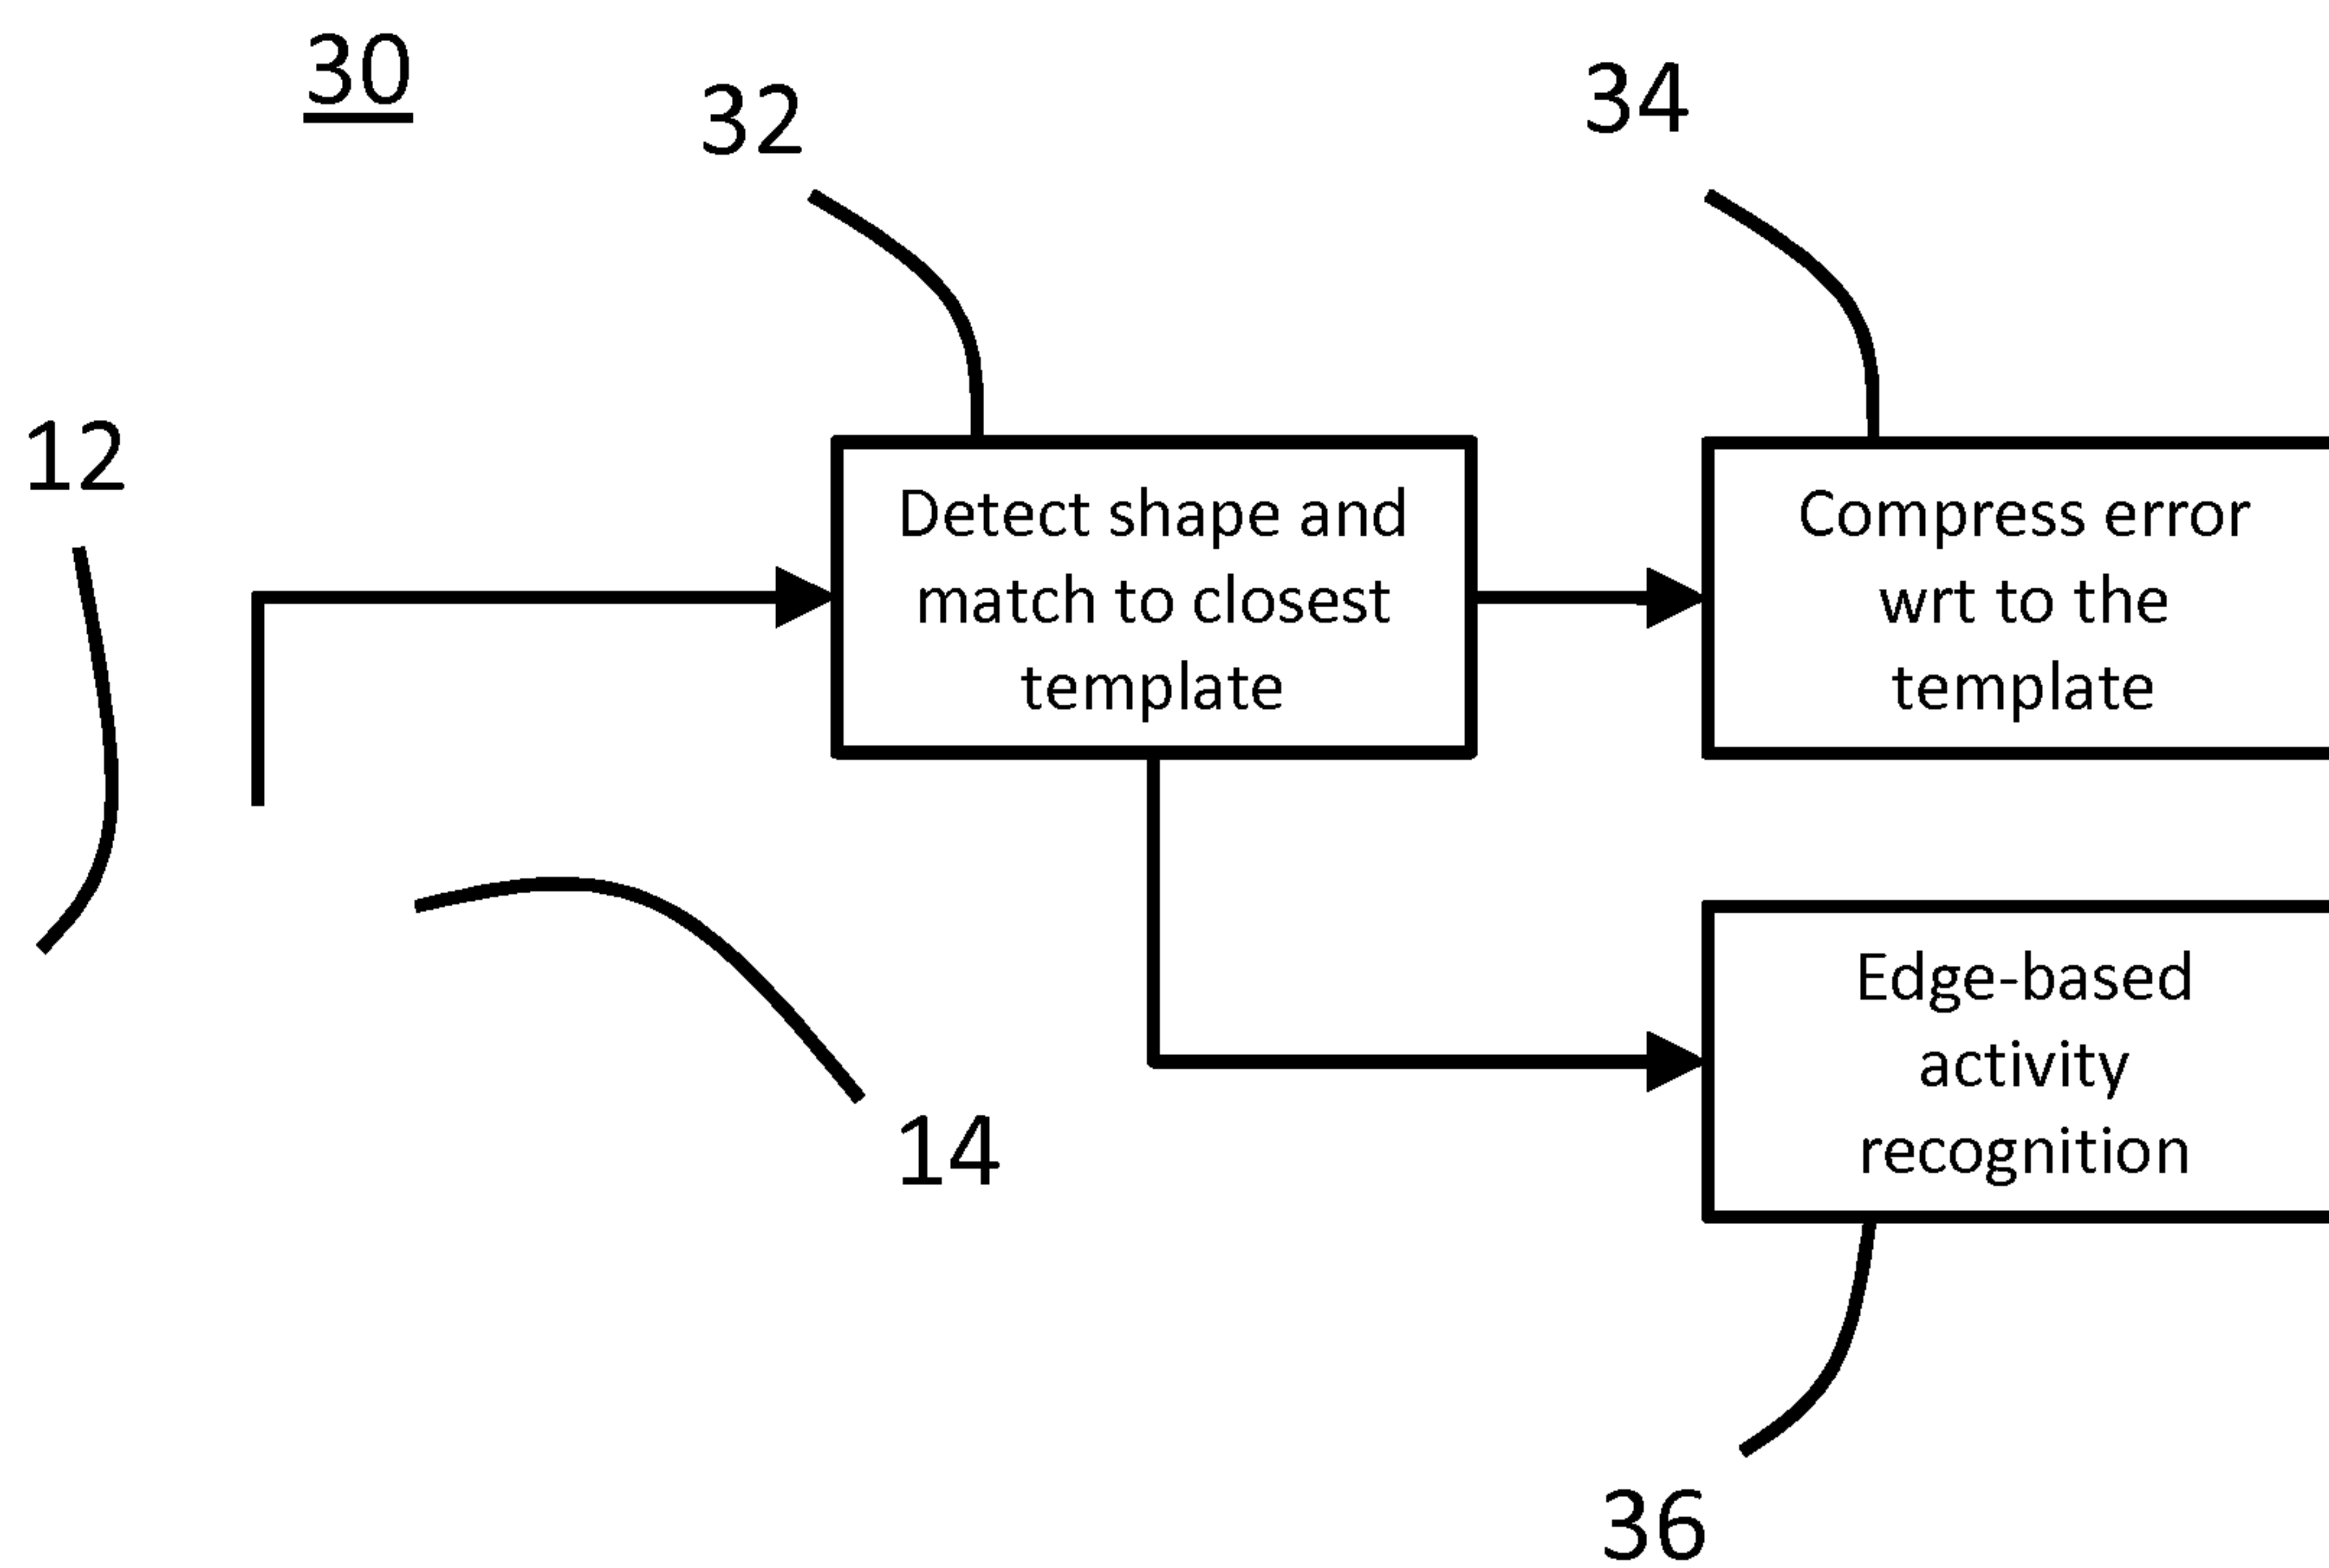 30
32
34
12
Detect shape and
match to closest
template
Compress error
wrt to the
template
Edge-based
activity
recognition
14
36